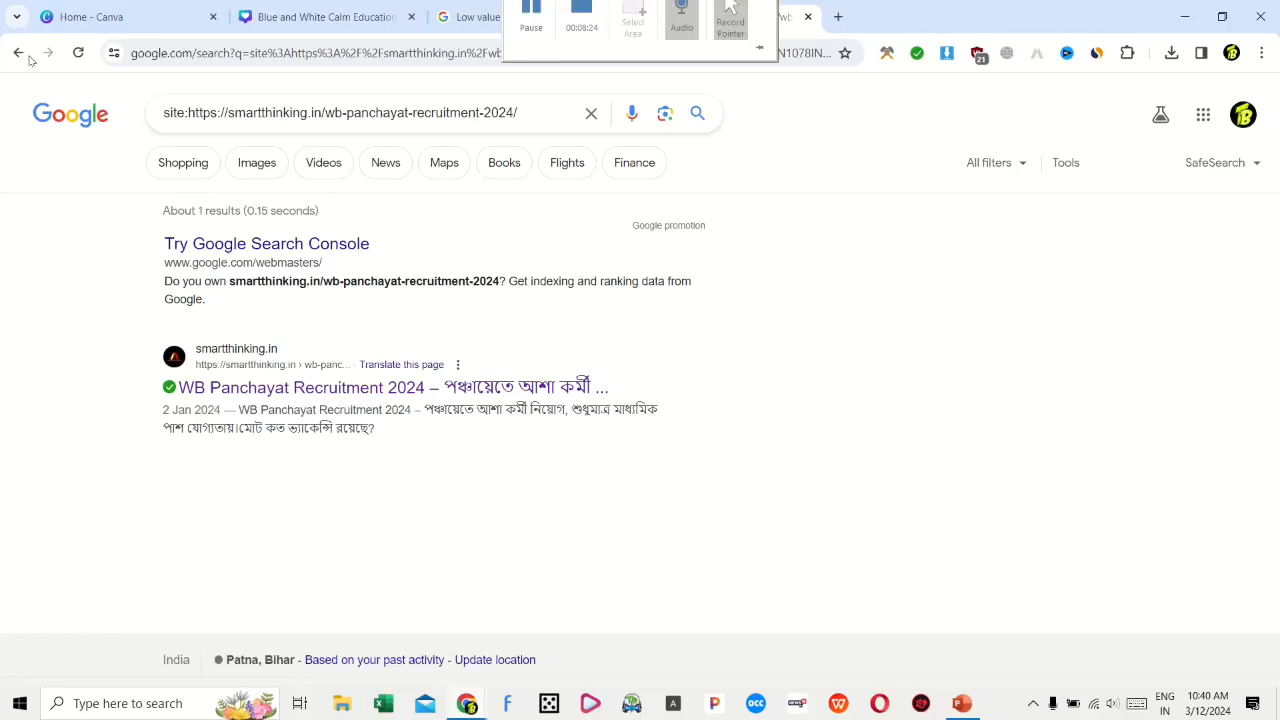 Home - Canva
Blue and White Calm Education
Low value
wb
Pause
00:08:24
Select
Area
Audio
Record
Pointer
google.com/search?q=site%3Ahttps%3A%2F%2Fsmartthinking.in%2Fwb
N1078IN...
21
Google
site:https://smartthinking.in/wb-panchayat-recruitment-2024/
Shopping
Images
Videos
News
Maps
Books
Flights
Finance
All filters
Tools
SafeSearch
About 1 results (0.15 seconds)
Google promotion
Try Google Search Console
www.google.com/webmasters/
Do you own smartthinking.in/wb-panchayat-recruitment-2024? Get indexing and ranking data from
Google.
smartthinking.in
https://smartthinking.in › wb-panc... · Translate this page
WB Panchayat Recruitment 2024 – পঞ্চায়েতে আশা কর্মী ...
2 Jan 2024 — WB Panchayat Recruitment 2024 – পঞ্চায়েতে আশা কর্মী নিয়োগ, শুধুমাত্র মাধ্যমিক
পাশ যোগ্যতায়।মোট কত ভ্যাকেন্সি রয়েছে?
India
Patna, Bihar - Based on your past activity - Update location
Type here to search
ENG
IN
10:40 AM
3/12/2024